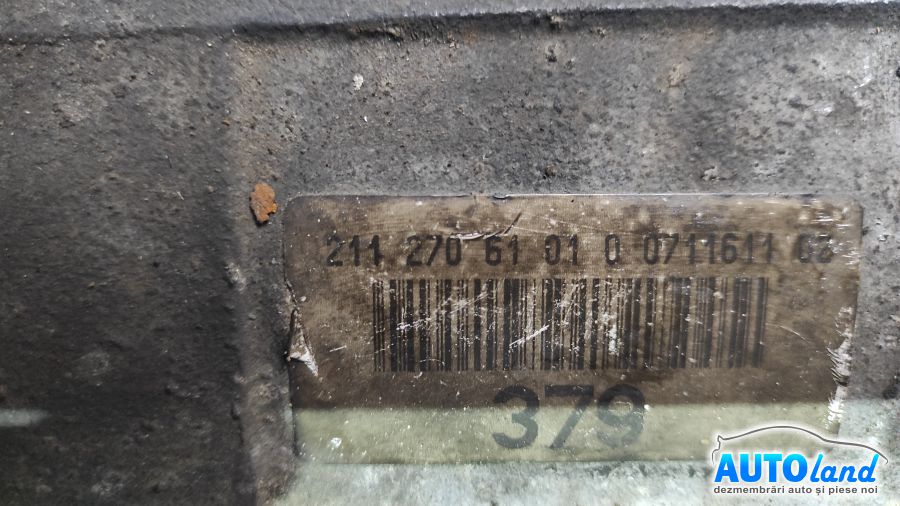 211 270 61 01 0 0711611 02
379
AUTOland
dezmembrări auto și piese noi